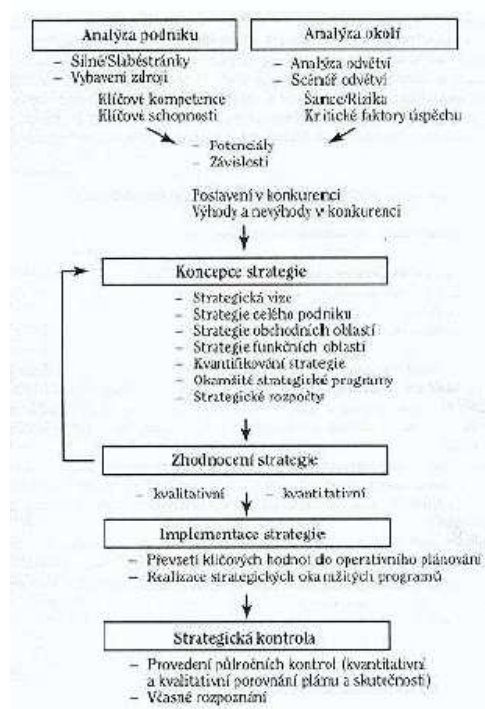 Analýza podniku
Analýza okolí
– Silné/Slabéstránky
– Vybavení zdroji
Klíčové kompetence
Klíčové schopnosti
– Analýza odvětví
– Scénář odvětví
Šance/Rizika
Kritické faktory úspěchu
– Potenciály
– Závislosti
Postavení v konkurenci
Výhody a nevýhody v konkurenci
Koncepce strategie
– Strategická vize
– Strategie celého podniku
– Strategie obchodních oblastí
– Strategie funkčních oblastí
– Kvantifikování strategie
– Okamžité strategické programy
– Strategické rozpočty
Zhodnocení strategie
– kvalitativní – kvantitativní
Implementace strategie
– Převzetí klíčových hodnot do operativního plánování
– Realizace strategických okamžitých programů
Strategická kontrola
– Provedení půlročních kontrol (kvantitativní
a kvalitativní porovnání plánu a skutečnosti)
– Včasné rozpoznání